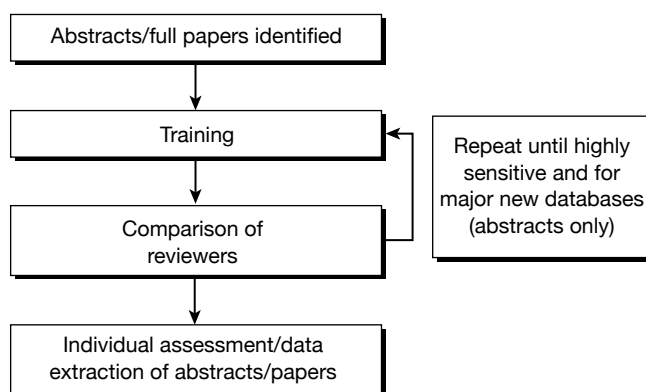 Abstracts/full papers identified
Training
Repeat until highly
sensitive and for
major new databases
(abstracts only)
Comparison of
reviewers
Individual assessment/data
extraction of abstracts/papers